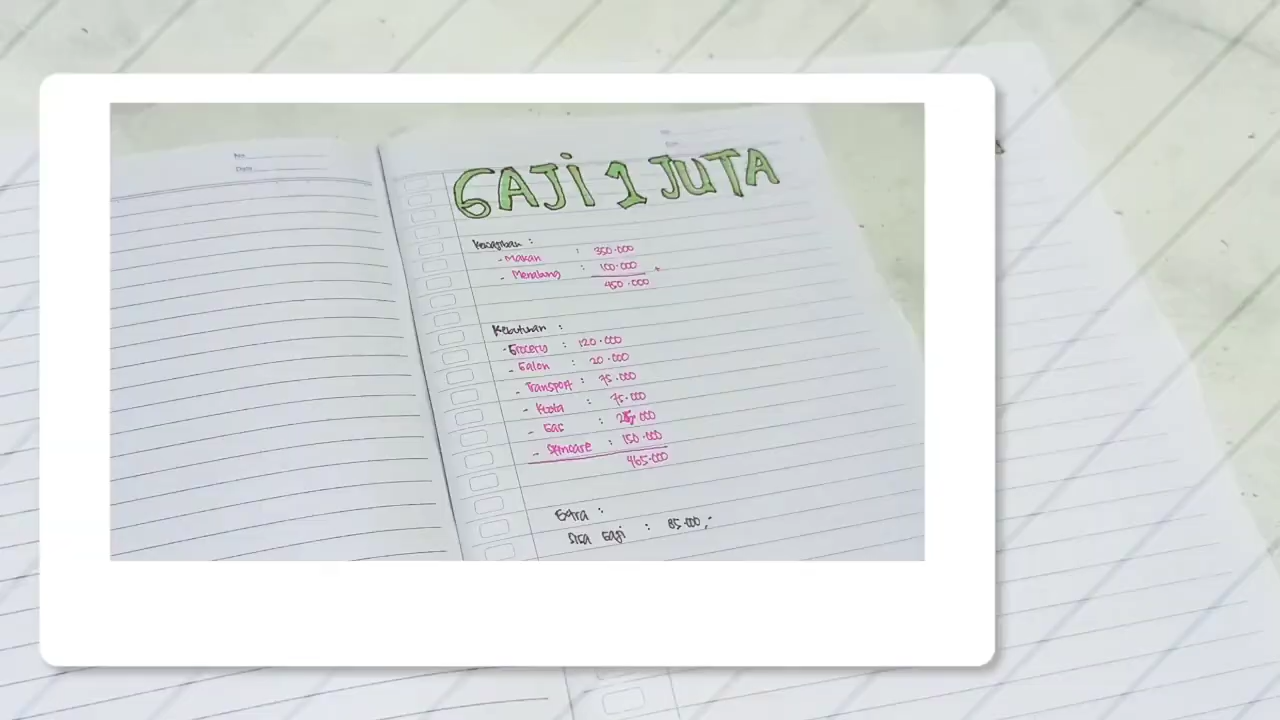 GAJI 1 JUTA
Kewajiban :
- Makan : 350.000
- Menabung : 100.000 +
450.000
Kebutuhan :
- Grocery : 120.000
- Galon : 20.000
- Transport : 75.000
- Kuota : 75.000
- Gas : 25.000
- Skincare : 150.000
465.000
Extra :
Sisa Gaji : 85.000,-